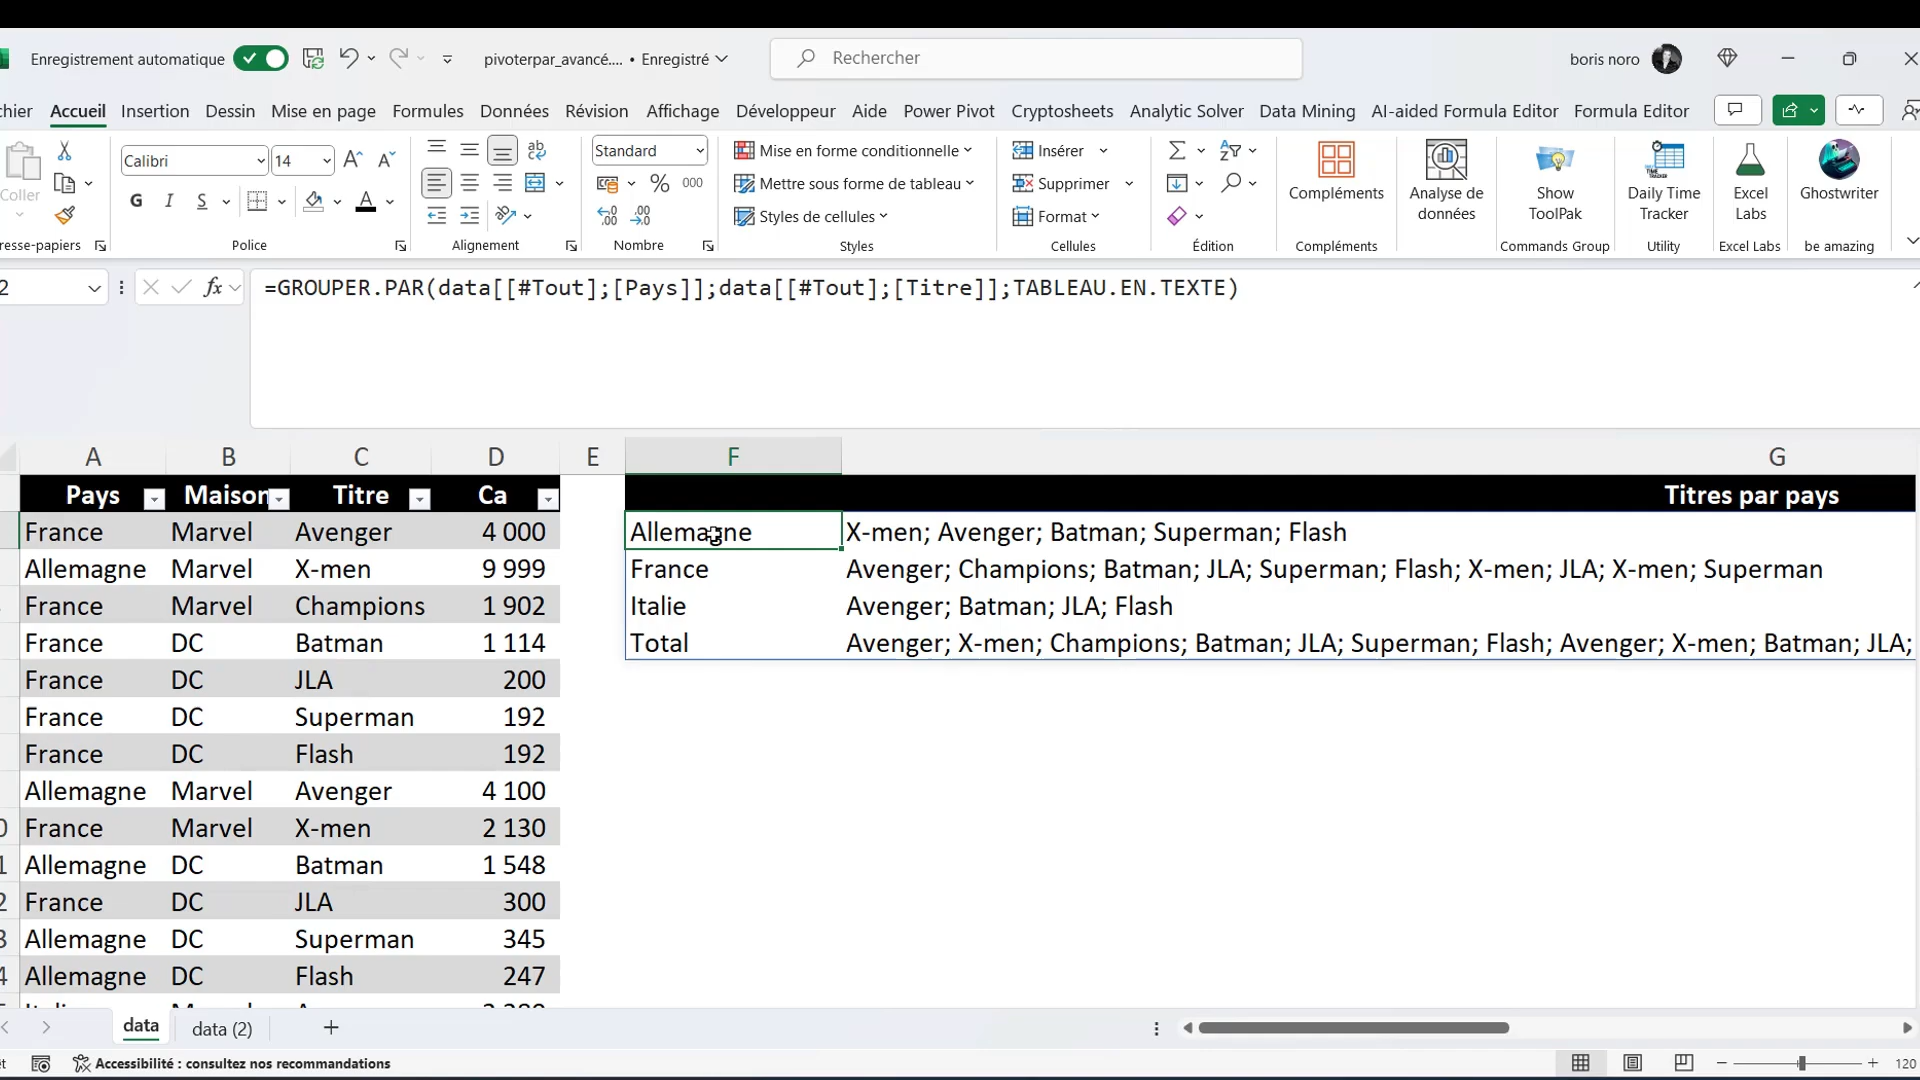 Enregistrement automatique pivoterpar_avancé.... • Enregistré Rechercher boris noro
chier Accueil Insertion Dessin Mise en page Formules Données Révision Affichage Développeur Aide Power Pivot Cryptosheets Analytic Solver Data Mining AI-aided Formula Editor Formula Editor
Coller
Calibri 14
G I S
Standard
% 000
Mise en forme conditionnelle
Mettre sous forme de tableau
Styles de cellules
Insérer
Supprimer
Format
Compléments
Analyse de données
Show ToolPak
Daily Time Tracker
Excel Labs
Ghostwriter
resse-papiers Police Alignement Nombre Styles Cellules Édition Compléments Commands Group Utility Excel Labs be amazing
2 fx =GROUPER.PAR(data[[#Tout];[Pays]];data[[#Tout];[Titre]];TABLEAU.EN.TEXTE)
A B C D E F G
Pays Maison Titre Ca Titres par pays
France Marvel Avenger 4 000 Allemagne X-men; Avenger; Batman; Superman; Flash
Allemagne Marvel X-men 9 999 France Avenger; Champions; Batman; JLA; Superman; Flash; X-men; JLA; X-men; Superman
France Marvel Champions 1 902 Italie Avenger; Batman; JLA; Flash
France DC Batman 1 114 Total Avenger; X-men; Champions; Batman; JLA; Superman; Flash; Avenger; X-men; Batman; JLA;
France DC JLA 200
France DC Superman 192
France DC Flash 192
Allemagne Marvel Avenger 4 100
0 France Marvel X-men 2 130
1 Allemagne DC Batman 1 548
2 France DC JLA 300
3 Allemagne DC Superman 345
4 Allemagne DC Flash 247
data data (2)
Accessibilité : consultez nos recommandations 120